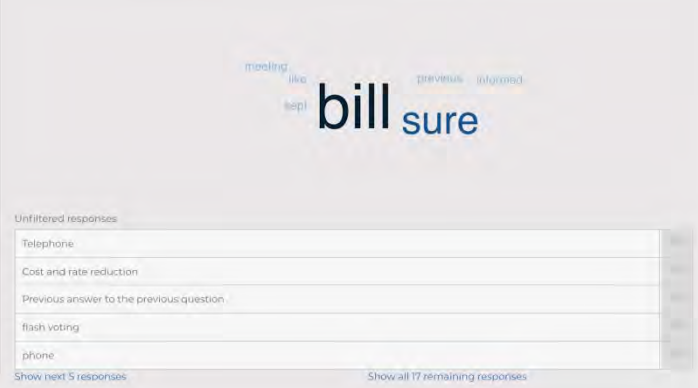 meeting
like
previous informed
kept
bill sure
Unfiltered responses
Telephone
Cost and rate reduction
Previous answer to the previous question
flash voting
phone
Show next 5 responses Show all 17 remaining responses